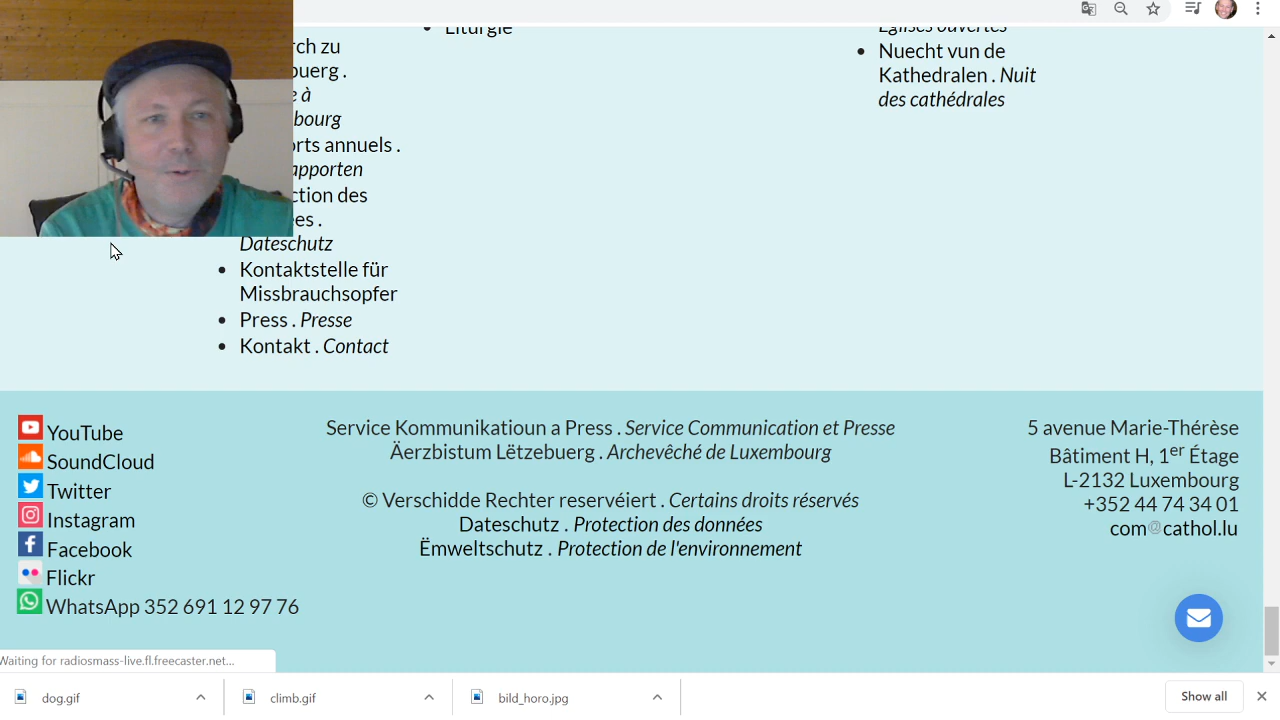 Liturgie
rch zu
buerg .
e à
bourg
orts annuels .
apporten
ction des
ées .
Dateschutz
Kontaktstelle für
Missbrauchsopfer
Press . Presse
Kontakt . Contact
Eglises ouvertes
Nuecht vun de
Kathedralen . Nuit
des cathédrales
YouTube
SoundCloud
Twitter
Instagram
Facebook
Flickr
WhatsApp 352 691 12 97 76
Service Kommunikatioun a Press . Service Communication et Presse
Äerzbistum Lëtzebuerg . Archevêché de Luxembourg
© Verschidde Rechter reservéiert . Certains droits réservés
Dateschutz . Protection des données
Ëmweltschutz . Protection de l'environnement
5 avenue Marie-Thérèse
Bâtiment H, 1er Étage
L-2132 Luxembourg
+352 44 74 34 01
com@cathol.lu
Waiting for radiosmass-live.fl.freecaster.net...
dog.gif
climb.gif
bild_horo.jpg
Show all